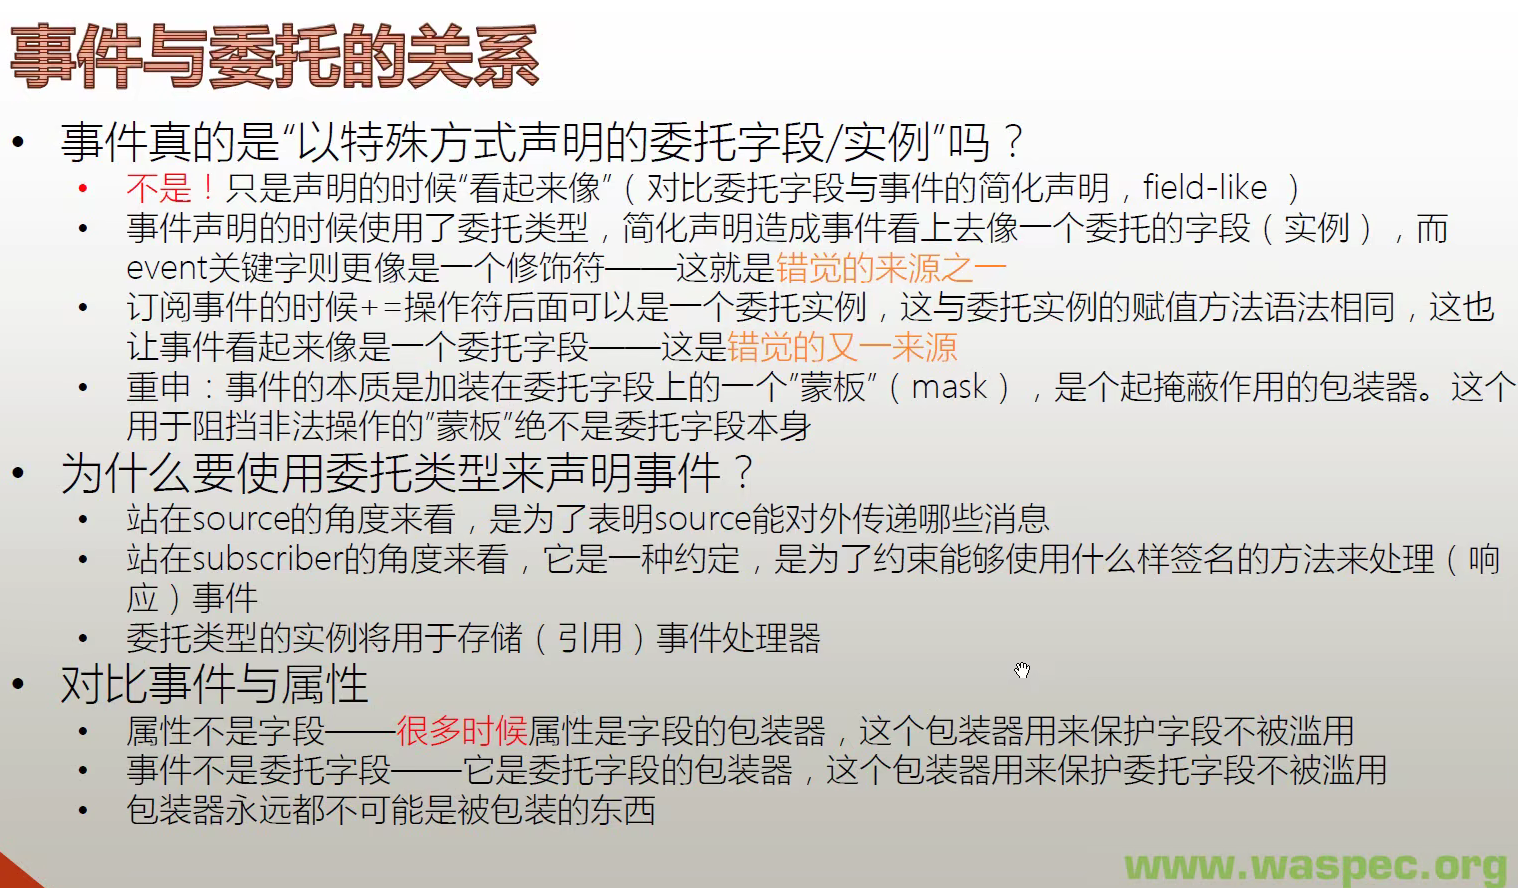 事件与委托的关系
• 事件真的是“以特殊方式声明的委托字段/实例”吗？
• 不是！只是声明的时候“看起来像”（对比委托字段与事件的简化声明，field-like ）
• 事件声明的时候使用了委托类型，简化声明造成事件看上去像一个委托的字段（实例），而
event关键字则更像是一个修饰符——这就是错觉的来源之一
• 订阅事件的时候+=操作符后面可以是一个委托实例，这与委托实例的赋值方法语法相同，这也
让事件看起来像是一个委托字段——这是错觉的又一来源
• 重申：事件的本质是加装在委托字段上的一个”蒙板”（mask），是个起掩蔽作用的包装器。这个
用于阻挡非法操作的”蒙板”绝不是委托字段本身
• 为什么要使用委托类型来声明事件？
• 站在source的角度来看，是为了表明source能对外传递哪些消息
• 站在subscriber的角度来看，它是一种约定，是为了约束能够使用什么样签名的方法来处理（响
应）事件
• 委托类型的实例将用于存储（引用）事件处理器
• 对比事件与属性
• 属性不是字段——很多时候属性是字段的包装器，这个包装器用来保护字段不被滥用
• 事件不是委托字段——它是委托字段的包装器，这个包装器用来保护委托字段不被滥用
• 包装器永远都不可能是被包装的东西
www.waspec.org